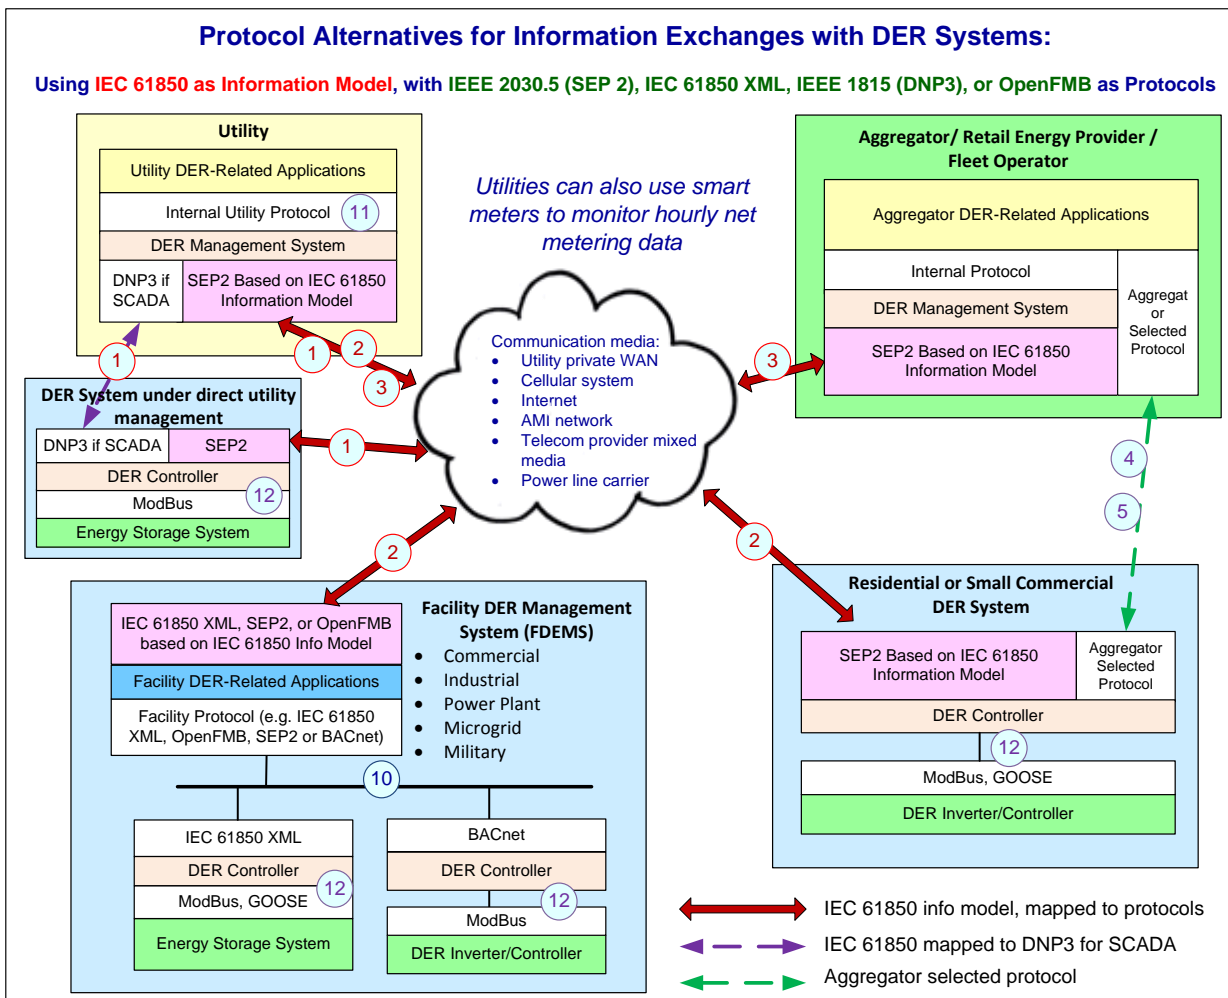 Protocol Alternatives for Information Exchanges with DER Systems:
Using IEC 61850 as Information Model, with IEEE 2030.5 (SEP 2), IEC 61850 XML, IEEE 1815 (DNP3), or OpenFMB as Protocols
Utility
Utility DER-Related Applications
Internal Utility Protocol
11
DER Management System
DNP3 if
SCADA
SEP2 Based on IEC 61850
Information Model
1
1
2
3
Utilities can also use smart
meters to monitor hourly net
metering data
Aggregator/ Retail Energy Provider /
Fleet Operator
Aggregator DER-Related Applications
Internal Protocol
DER Management System
SEP2 Based on IEC 61850
Information Model
Aggregat
or
Selected
Protocol
3
Communication media:
• Utility private WAN
• Cellular system
• Internet
• AMI network
• Telecom provider mixed
media
• Power line carrier
DER System under direct utility
management
DNP3 if SCADA
SEP2
DER Controller
ModBus
12
Energy Storage System
1
2
2
4
5
Facility DER Management
System (FDEMS)
• Commercial
• Industrial
• Power Plant
• Microgrid
• Military
IEC 61850 XML, SEP2, or OpenFMB
based on IEC 61850 Info Model
Facility DER-Related Applications
Facility Protocol (e.g. IEC 61850
XML, OpenFMB, SEP2 or BACnet)
10
IEC 61850 XML
DER Controller
ModBus, GOOSE
12
Energy Storage System
BACnet
DER Controller
12
ModBus
DER Inverter/Controller
Residential or Small Commercial
DER System
SEP2 Based on IEC 61850
Information Model
Aggregator
Selected
Protocol
DER Controller
12
ModBus, GOOSE
DER Inverter/Controller
IEC 61850 info model, mapped to protocols
IEC 61850 mapped to DNP3 for SCADA
Aggregator selected protocol